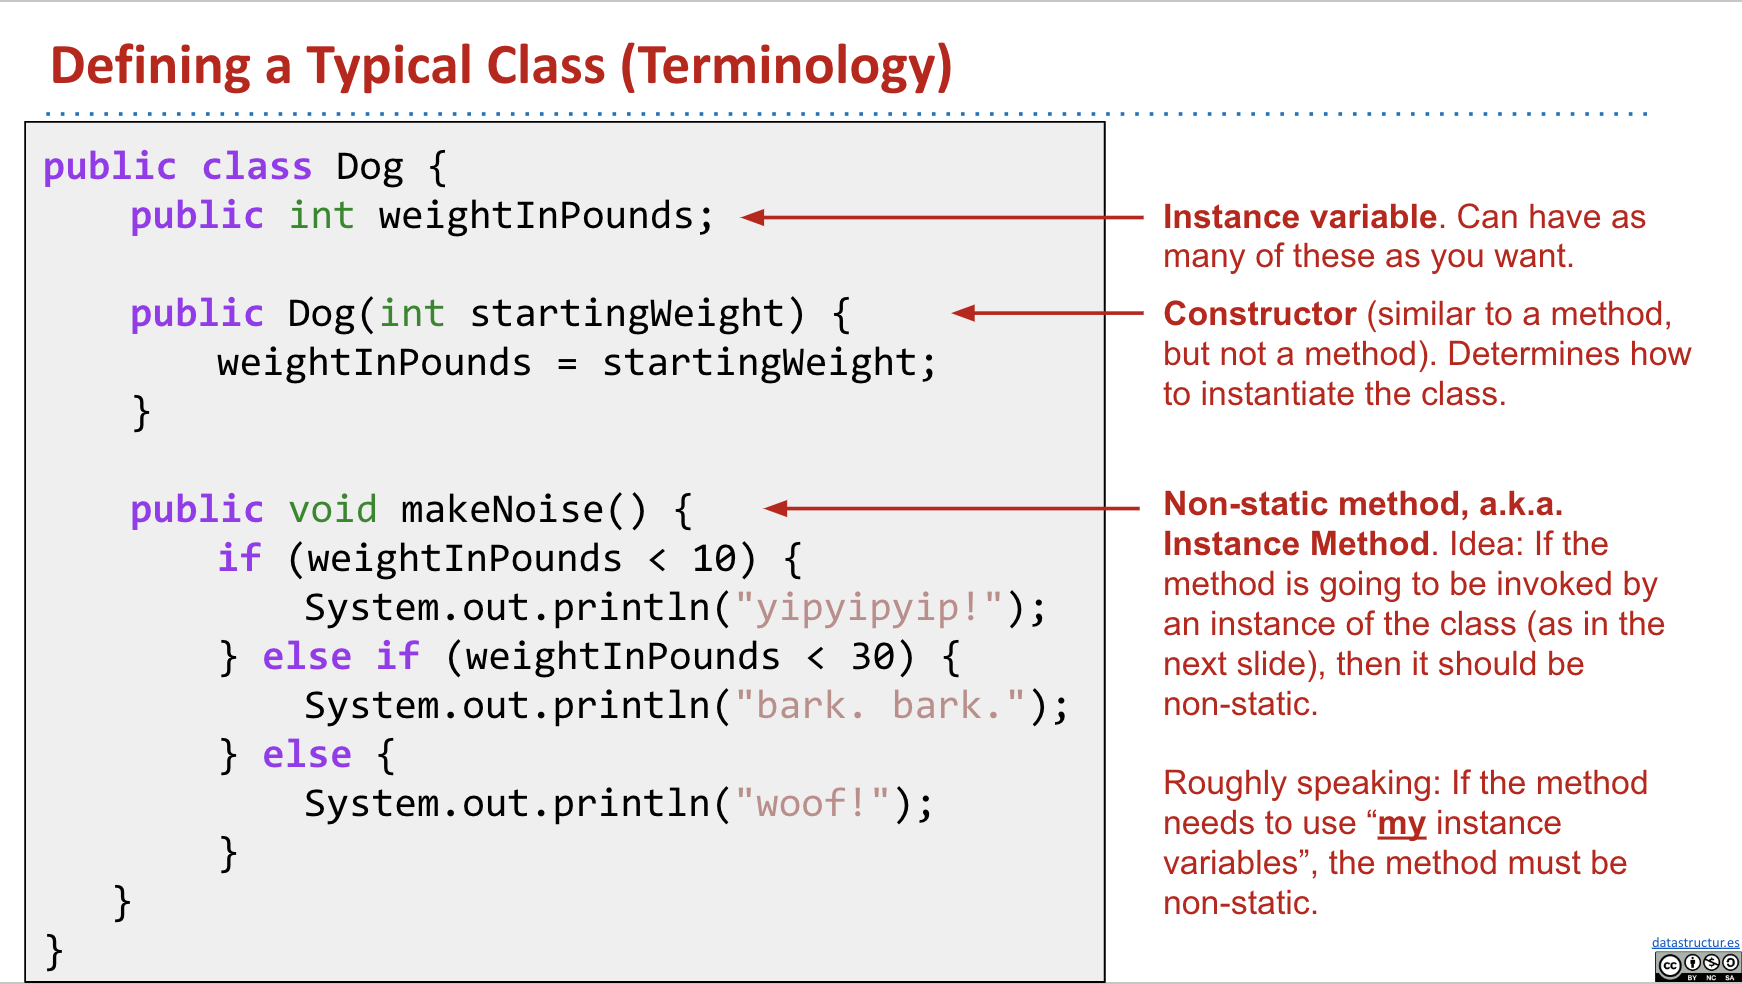 Defining a Typical Class (Terminology)
public class Dog {
public int weightInPounds;
public Dog(int startingWeight) {
weightInPounds = startingWeight;
}
public void makeNoise() {
if (weightInPounds < 10) {
System.out.println("yipyipyip!");
} else if (weightInPounds < 30) {
System.out.println("bark. bark.");
} else {
System.out.println("woof!");
}
}
}
Instance variable. Can have as
many of these as you want.
Constructor (similar to a method,
but not a method). Determines how
to instantiate the class.
Non-static method, a.k.a.
Instance Method. Idea: If the
method is going to be invoked by
an instance of the class (as in the
next slide), then it should be
non-static.
Roughly speaking: If the method
needs to use “my instance
variables”, the method must be
non-static.
datastructur.es
cc
BY NC SA